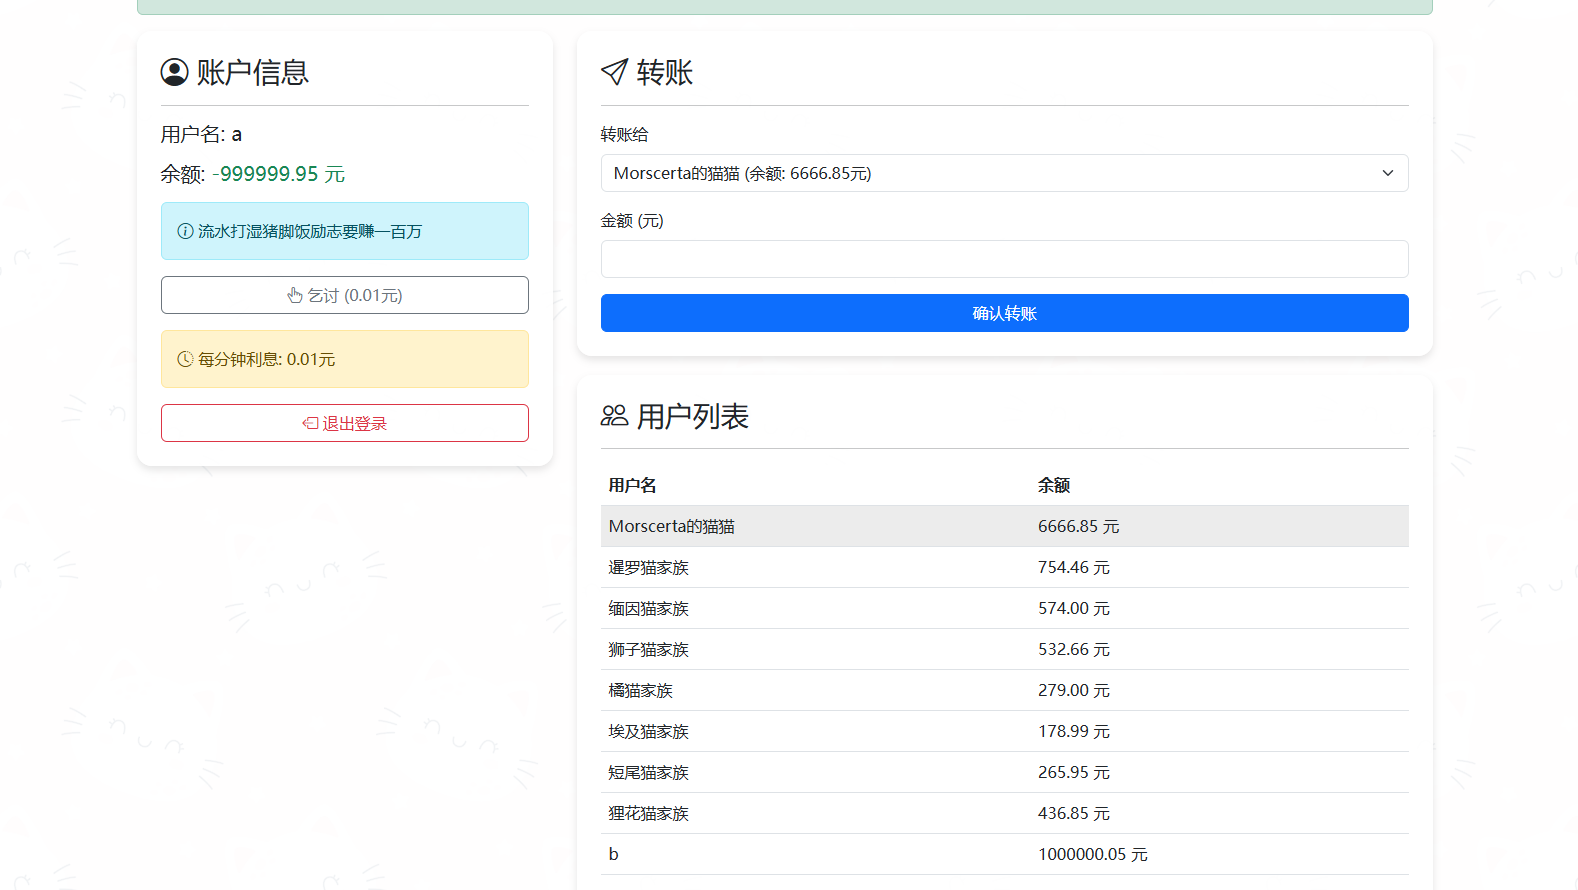 账户信息
用户名: a
余额: -999999.95 元
流水打湿猪脚饭励志要赚一百万
乞讨 (0.01元)
每分钟利息: 0.01元
退出登录
转账
转账给
Morscerta的猫猫 (余额: 6666.85元)
金额 (元)
确认转账
用户列表
用户名 余额
Morscerta的猫猫 6666.85 元
暹罗猫家族 754.46 元
缅因猫家族 574.00 元
狮子猫家族 532.66 元
橘猫家族 279.00 元
埃及猫家族 178.99 元
短尾猫家族 265.95 元
狸花猫家族 436.85 元
b 1000000.05 元